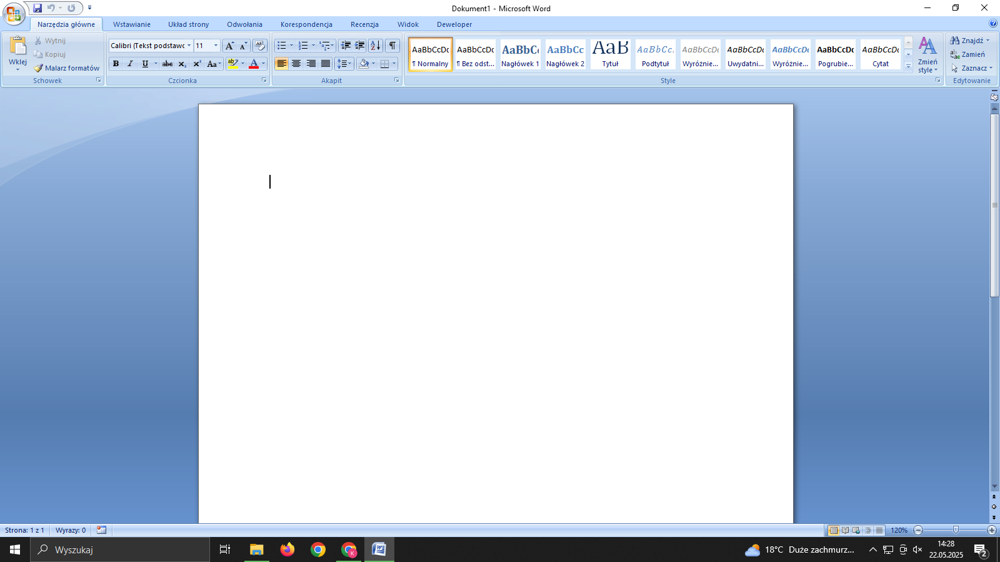 Dokument1 - Microsoft Word
Narzędzia główne Wstawianie Układ strony Odwołania Korespondencja Recenzja Widok Deweloper
Wklej
Wytnij
Kopiuj
Malarz formatów
Schowek
Calibri (Tekst podstawc 11
B I U abc x₂ x² Aa ab A
Czcionka
Akapit
AaBbCcDc AaBbCcDc AaBbCc AaBbCc AaB AaBbCc. AaBbCcDc AaBbCcDc AaBbCcDc AaBbCcDc AaBbCcDc
¶ Normalny ¶ Bez odst... Nagłówek 1 Nagłówek 2 Tytuł Podtytuł Wyróżnie... Uwydatni... Wyróżnie... Pogrubie... Cytat
Zmień
style
Style
Znajdź
Zamień
Zaznacz
Edytowanie
Strona: 1 z 1 Wyrazy: 0 120%
Wyszukaj
18°C Duże zachmurz...
14:28
22.05.2025
2